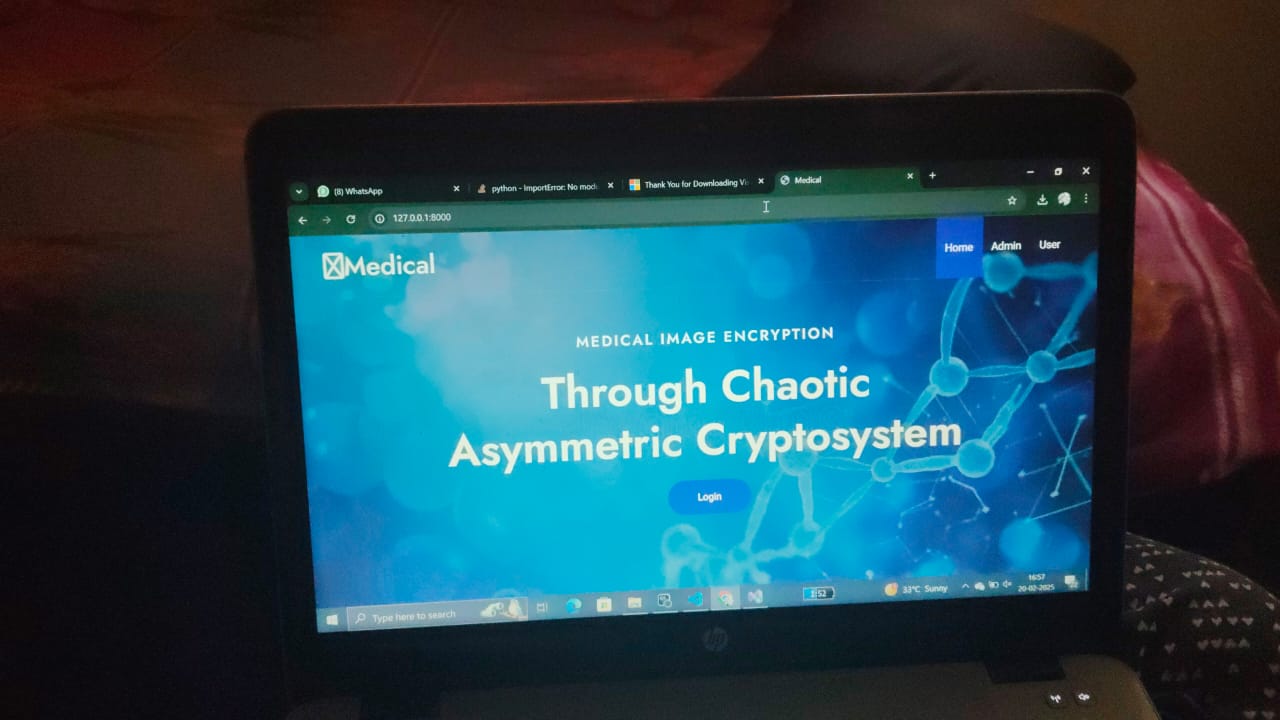 (8) WhatsApp
python - ImportError: No mod
Thank You for Downloading Vi
Medical
127.0.0.1:8000
Medical
Home
Admin
User
MEDICAL IMAGE ENCRYPTION
Through Chaotic
Asymmetric Cryptosystem
Login
Type here to search
1:52
33°C Sunny
16:57
20-02-2025
hp